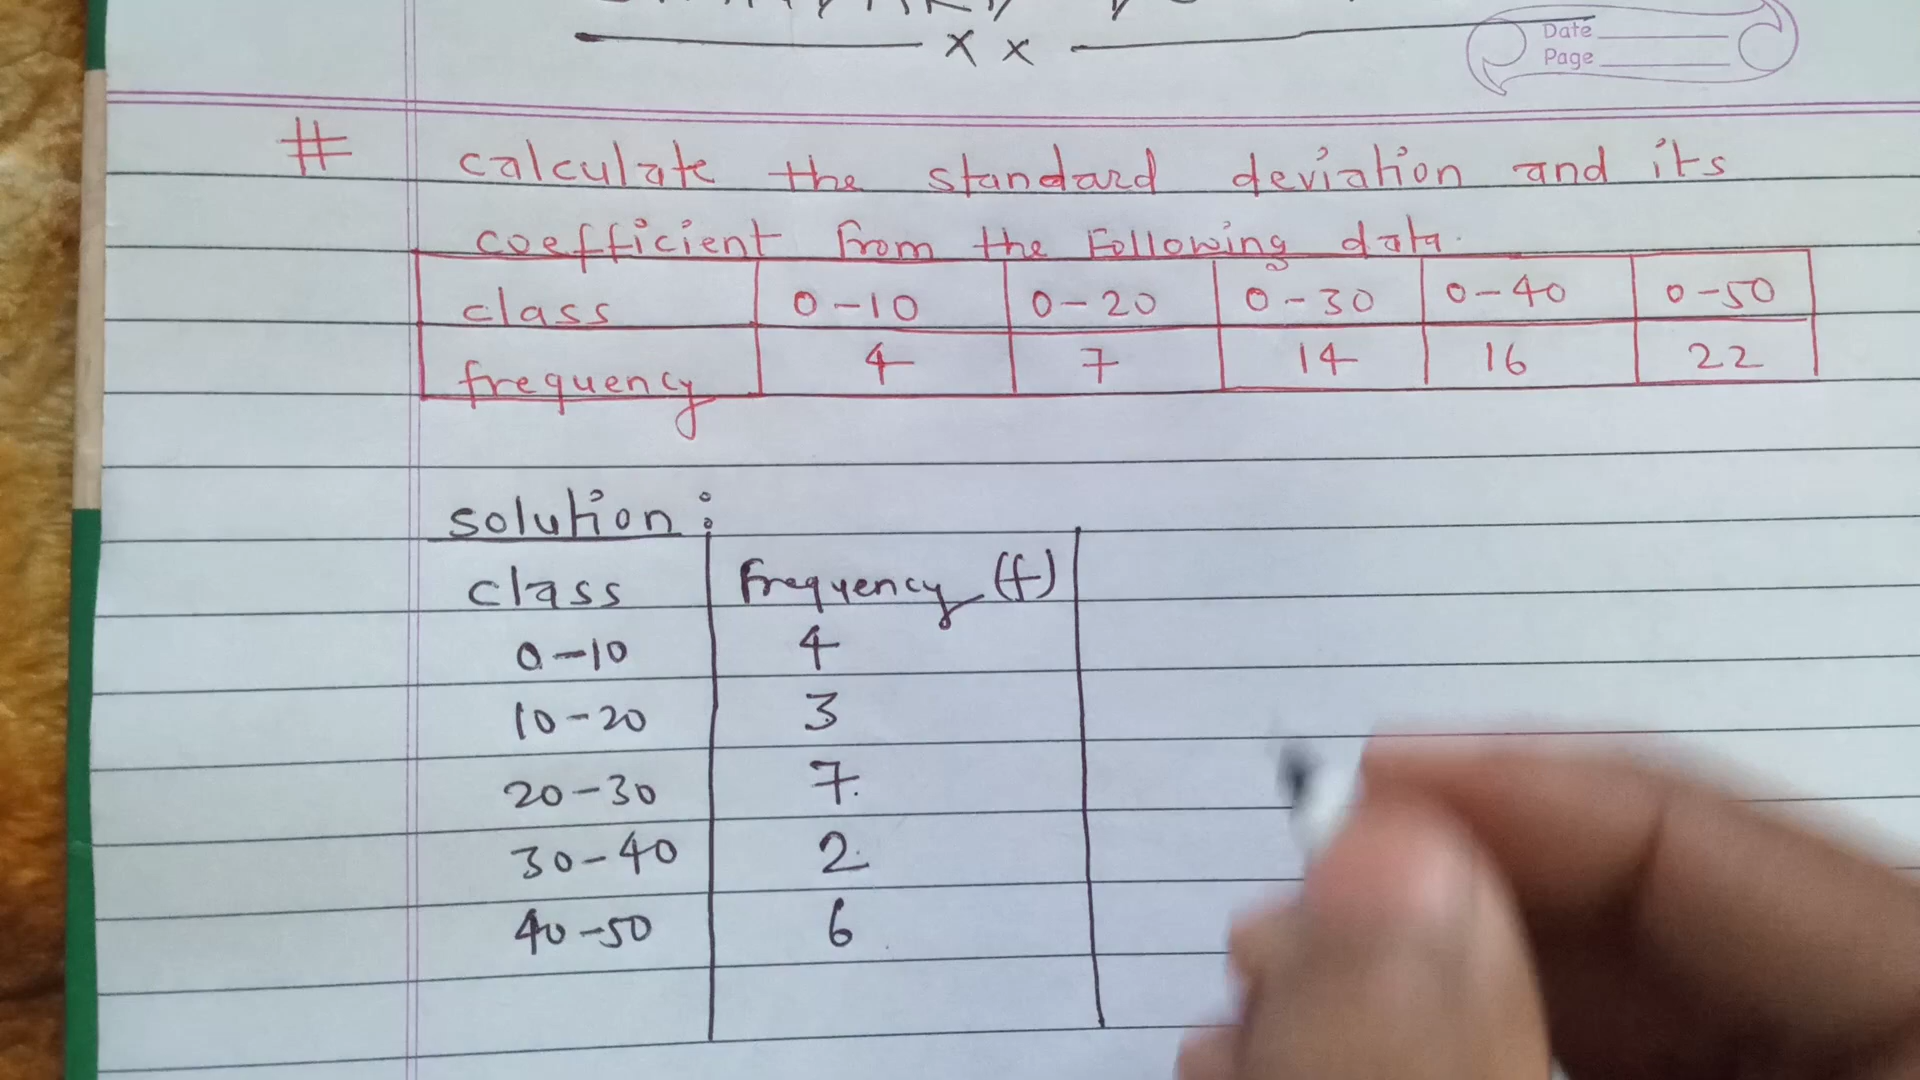 x x
Date
Page
# calculate the standard deviation and its
coefficient from the following data.
class 0-10 0-20 0-30 0-40 0-50
frequency 4 7 14 16 22
solution:
class Frequency (f)
0-10 4
10-20 3
20-30 7.
30-40 2.
40-50 6